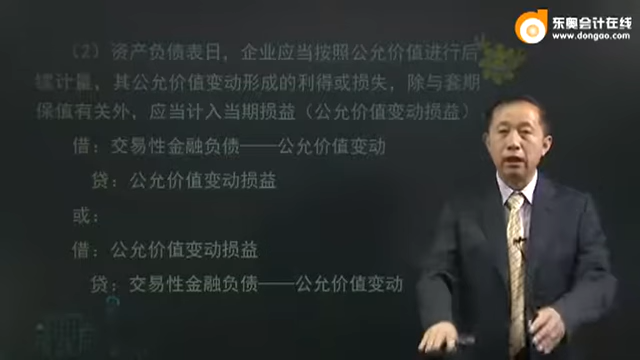 东奥会计在线
www.dongao.com
（2）资产负债表日，企业应当按照公允价值进行后
续计量，其公允价值变动形成的利得或损失，除与套期
保值有关外，应当计入当期损益（公允价值变动损益）
借：交易性金融负债——公允价值变动
贷：公允价值变动损益
或：
借：公允价值变动损益
贷：交易性金融负债——公允价值变动